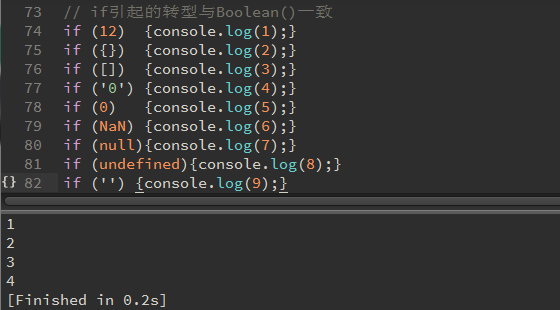 73 // if引起的转型与Boolean()一致
74 if (12)  {console.log(1);}
75 if ({})  {console.log(2);}
76 if ([])  {console.log(3);}
77 if ('0') {console.log(4);}
78 if (0)   {console.log(5);}
79 if (NaN) {console.log(6);}
80 if (null){console.log(7);}
81 if (undefined){console.log(8);}
{} 82 if ('') {console.log(9);}
1
2
3
4
[Finished in 0.2s]